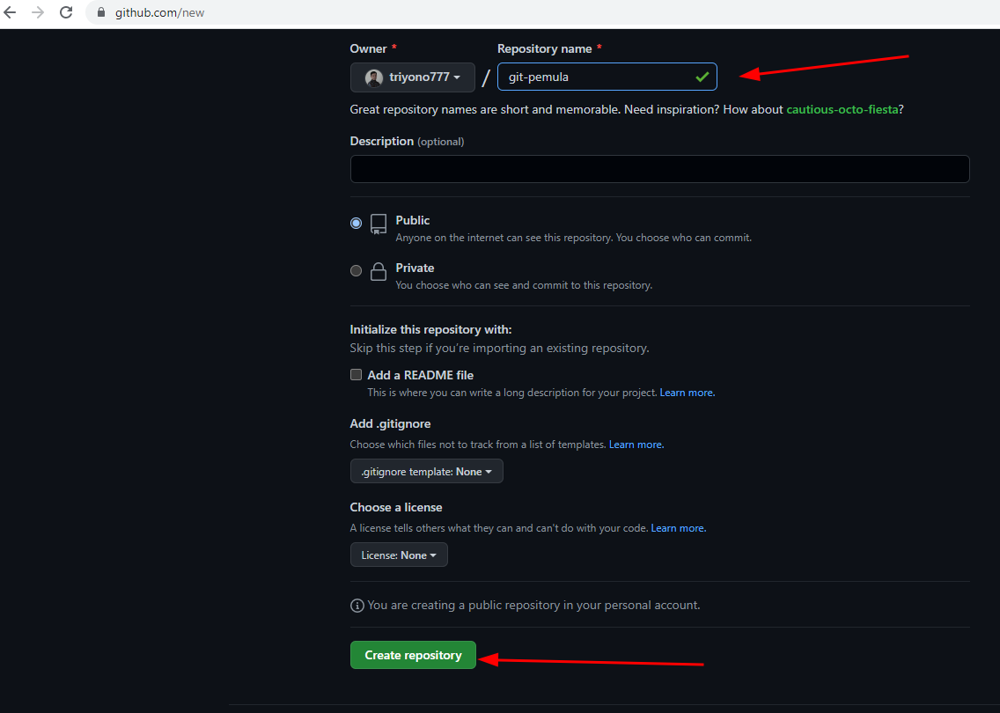 github.com/new
Owner * Repository name *
triyono777 / git-pemula
Great repository names are short and memorable. Need inspiration? How about cautious-octo-fiesta?
Description (optional)
Public
Anyone on the internet can see this repository. You choose who can commit.
Private
You choose who can see and commit to this repository.
Initialize this repository with:
Skip this step if you're importing an existing repository.
Add a README file
This is where you can write a long description for your project. Learn more.
Add .gitignore
Choose which files not to track from a list of templates. Learn more.
.gitignore template: None
Choose a license
A license tells others what they can and can't do with your code. Learn more.
License: None
You are creating a public repository in your personal account.
Create repository